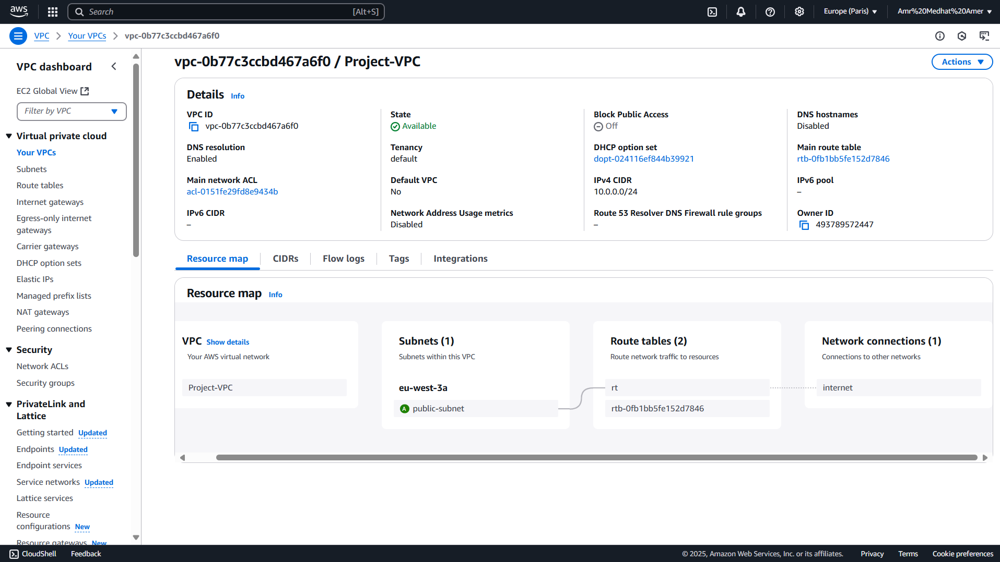 aws
Search [Alt+S]
Europe (Paris)
Amr%20Medhat%20Amer
VPC
Your VPCs
vpc-0b77c3ccbd467a6f0
VPC dashboard
EC2 Global View
Filter by VPC
Virtual private cloud
Your VPCs
Subnets
Route tables
Internet gateways
Egress-only internet
gateways
Carrier gateways
DHCP option sets
Elastic IPs
Managed prefix lists
NAT gateways
Peering connections
Security
Network ACLs
Security groups
PrivateLink and
Lattice
Getting started Updated
Endpoints Updated
Endpoint services
Service networks Updated
Lattice services
Resource
configurations New
Resource gateways New
vpc-0b77c3ccbd467a6f0 / Project-VPC
Actions
Details Info
VPC ID
vpc-0b77c3ccbd467a6f0
State
Available
Block Public Access
Off
DNS hostnames
Disabled
DNS resolution
Enabled
Tenancy
default
DHCP option set
dopt-024116ef844b39921
Main route table
rtb-0fb1bb5fe152d7846
Main network ACL
acl-0151fe29fd8e9434b
Default VPC
No
IPv4 CIDR
10.0.0.0/24
IPv6 pool
–
IPv6 CIDR
–
Network Address Usage metrics
Disabled
Route 53 Resolver DNS Firewall rule groups
–
Owner ID
493789572447
Resource map
CIDRs
Flow logs
Tags
Integrations
Resource map Info
VPC Show details
Your AWS virtual network
Project-VPC
Subnets (1)
Subnets within this VPC
eu-west-3a
A public-subnet
Route tables (2)
Route network traffic to resources
rt
rtb-0fb1bb5fe152d7846
Network connections (1)
Connections to other networks
internet
CloudShell
Feedback
© 2025, Amazon Web Services, Inc. or its affiliates.
Privacy
Terms
Cookie preferences